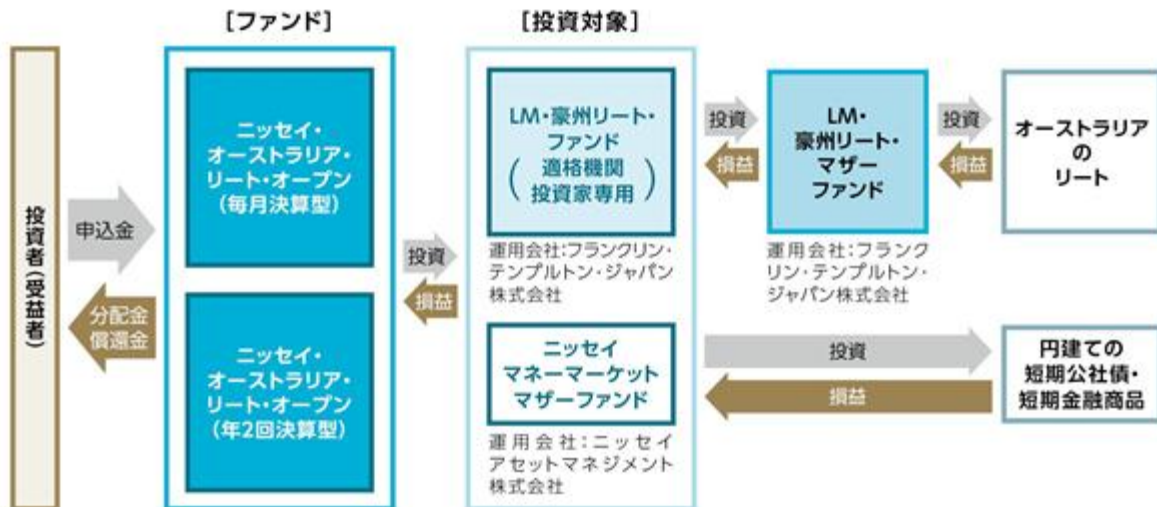 [ファンド]
[投資対象]
投資者(受益者)
申込金
分配金
償還金
ニッセイ・
オーストラリア・
リート・オープン
(毎月決算型)
ニッセイ・
オーストラリア・
リート・オープン
(年2回決算型)
投資
損益
LM・豪州リート・
ファンド
(適格機関
投資家専用)
運用会社:フランクリン・
テンプルトン・ジャパン
株式会社
投資
損益
LM・
豪州リート・
マザー
ファンド
運用会社:フランク
リン・テンプルトン・
ジャパン株式会社
投資
損益
オーストラリア
の
リート
ニッセイ
マネーマーケット
マザーファンド
運用会社:ニッセイ
アセットマネジメント
株式会社
投資
損益
円建ての
短期公社債・
短期金融商品